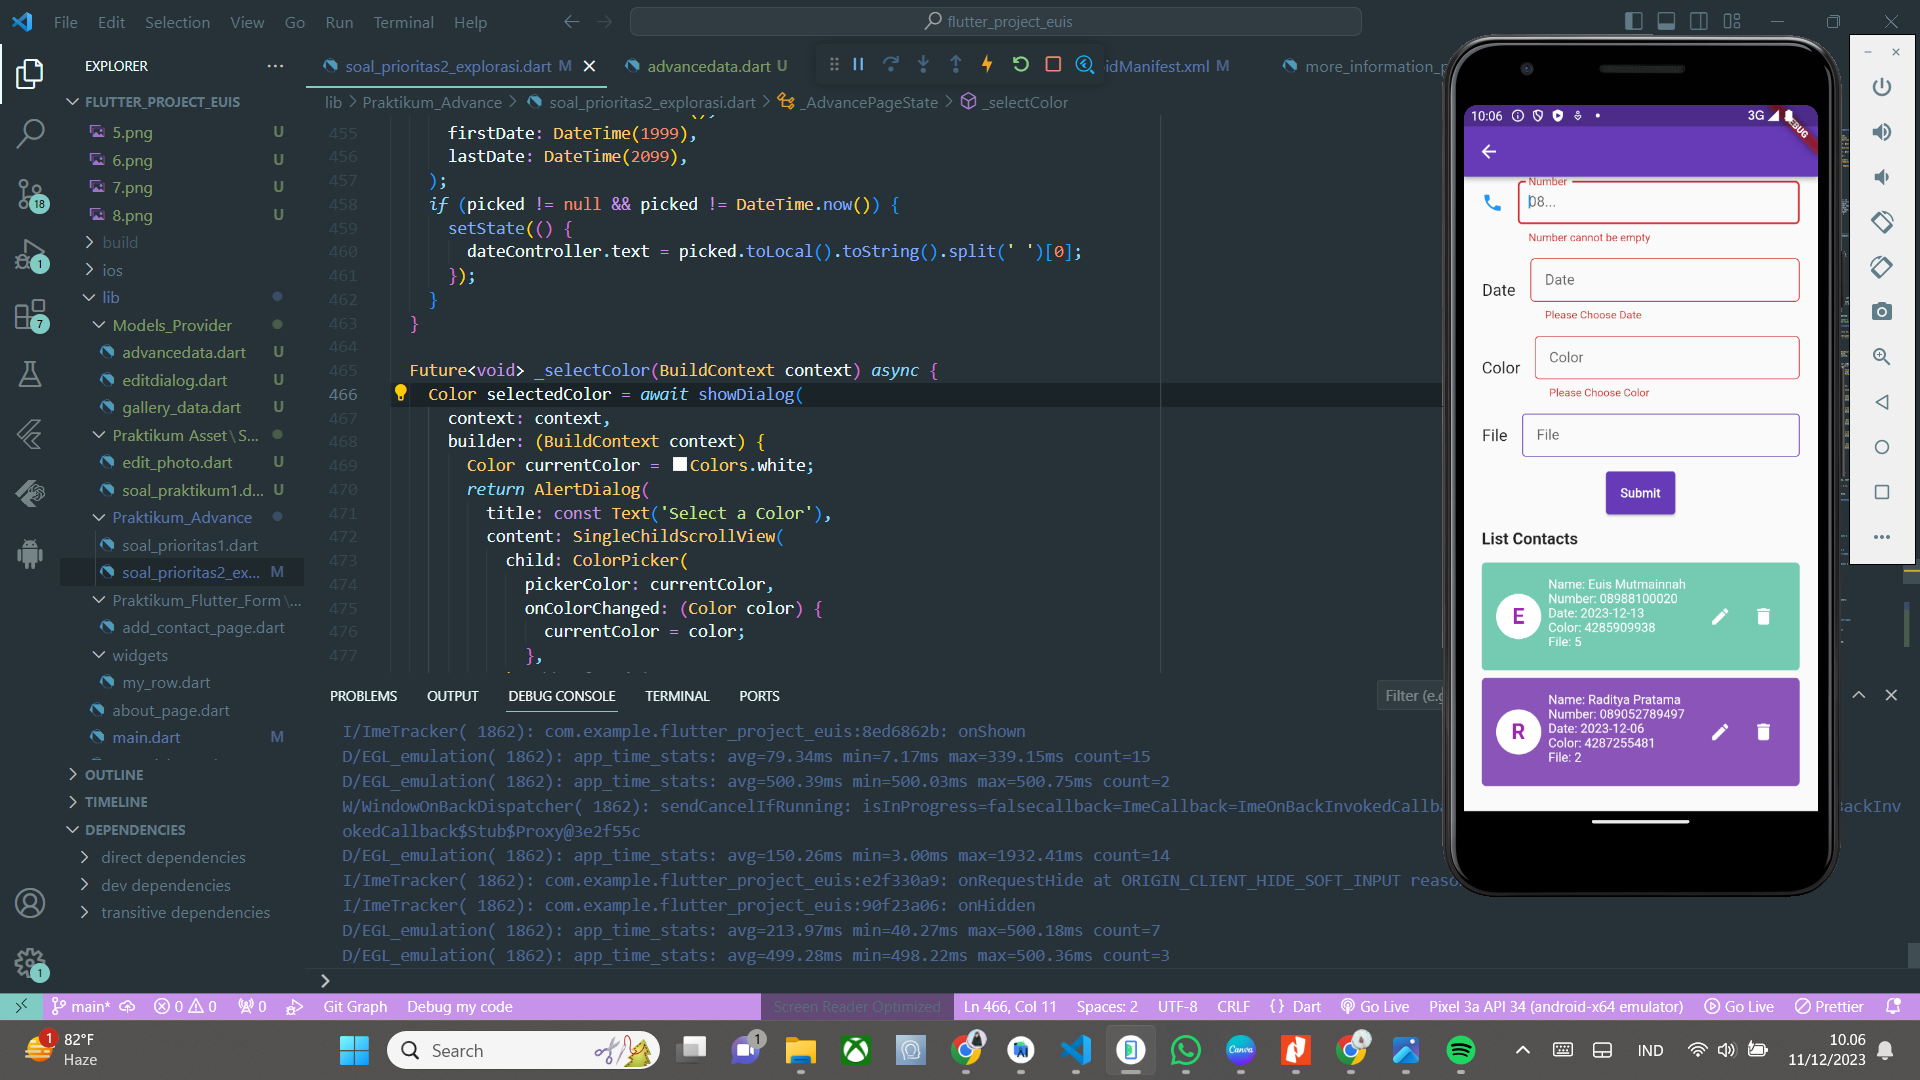 File Edit Selection View Go Run Terminal Help
flutter_project_euis
EXPLORER
FLUTTER_PROJECT_EUIS
5.png U
6.png U
7.png U
8.png U
build
ios
lib
Models_Provider
advancedata.dart U
editdialog.dart U
gallery_data.dart U
Praktikum Asset\S...
edit_photo.dart U
soal_praktikum1.d... U
Praktikum_Advance
soal_prioritas1.dart
soal_prioritas2_ex... M
Praktikum_Flutter_Form\...
add_contact_page.dart
widgets
my_row.dart
about_page.dart
main.dart M
OUTLINE
TIMELINE
DEPENDENCIES
direct dependencies
dev dependencies
transitive dependencies
18
1
7
1
soal_prioritas2_explorasi.dart M
advancedata.dart U
idManifest.xml M
more_information_p
lib > Praktikum_Advance > soal_prioritas2_explorasi.dart > _AdvancePageState > _selectColor
455 firstDate: DateTime(1999),
456 lastDate: DateTime(2099),
457 );
458 if (picked != null && picked != DateTime.now()) {
459 setState(() {
460 dateController.text = picked.toLocal().toString().split(' ')[0];
461 });
462 }
463 }
464
465 Future<void> _selectColor(BuildContext context) async {
466 Color selectedColor = await showDialog(
467 context: context,
468 builder: (BuildContext context) {
469 Color currentColor = Colors.white;
470 return AlertDialog(
471 title: const Text('Select a Color'),
472 content: SingleChildScrollView(
473 child: ColorPicker(
474 pickerColor: currentColor,
475 onColorChanged: (Color color) {
476 currentColor = color;
477 },
PROBLEMS OUTPUT DEBUG CONSOLE TERMINAL PORTS
Filter (e.g
I/ImeTracker( 1862): com.example.flutter_project_euis:8ed6862b: onShown
D/EGL_emulation( 1862): app_time_stats: avg=79.34ms min=7.17ms max=339.15ms count=15
D/EGL_emulation( 1862): app_time_stats: avg=500.39ms min=500.03ms max=500.75ms count=2
W/WindowOnBackDispatcher( 1862): sendCancelIfRunning: isInProgress=falsecallback=ImeCallback=ImeOnBackInvokedCallb BackInv
okedCallback$Stub$Proxy@3e2f55c
D/EGL_emulation( 1862): app_time_stats: avg=150.26ms min=3.00ms max=1932.41ms count=14
I/ImeTracker( 1862): com.example.flutter_project_euis:e2f330a9: onRequestHide at ORIGIN_CLIENT_HIDE_SOFT_INPUT reaso
I/ImeTracker( 1862): com.example.flutter_project_euis:90f23a06: onHidden
D/EGL_emulation( 1862): app_time_stats: avg=213.97ms min=40.27ms max=500.18ms count=7
D/EGL_emulation( 1862): app_time_stats: avg=499.28ms min=498.22ms max=500.36ms count=3
10:06 3G
Number
08...
Number cannot be empty
Date Date
Please Choose Date
Color Color
Please Choose Color
File File
Submit
List Contacts
E
Name: Euis Mutmainnah
Number: 08988100020
Date: 2023-12-13
Color: 4285909938
File: 5
R
Name: Raditya Pratama
Number: 089052789497
Date: 2023-12-06
Color: 4287255481
File: 2
main* 0 0 0 Git Graph Debug my code Screen Reader Optimized Ln 466, Col 11 Spaces: 2 UTF-8 CRLF {} Dart Go Live Pixel 3a API 34 (android-x64 emulator) Go Live Prettier
1
82°F
Haze
Search
1
Canva
IND
10.06
11/12/2023